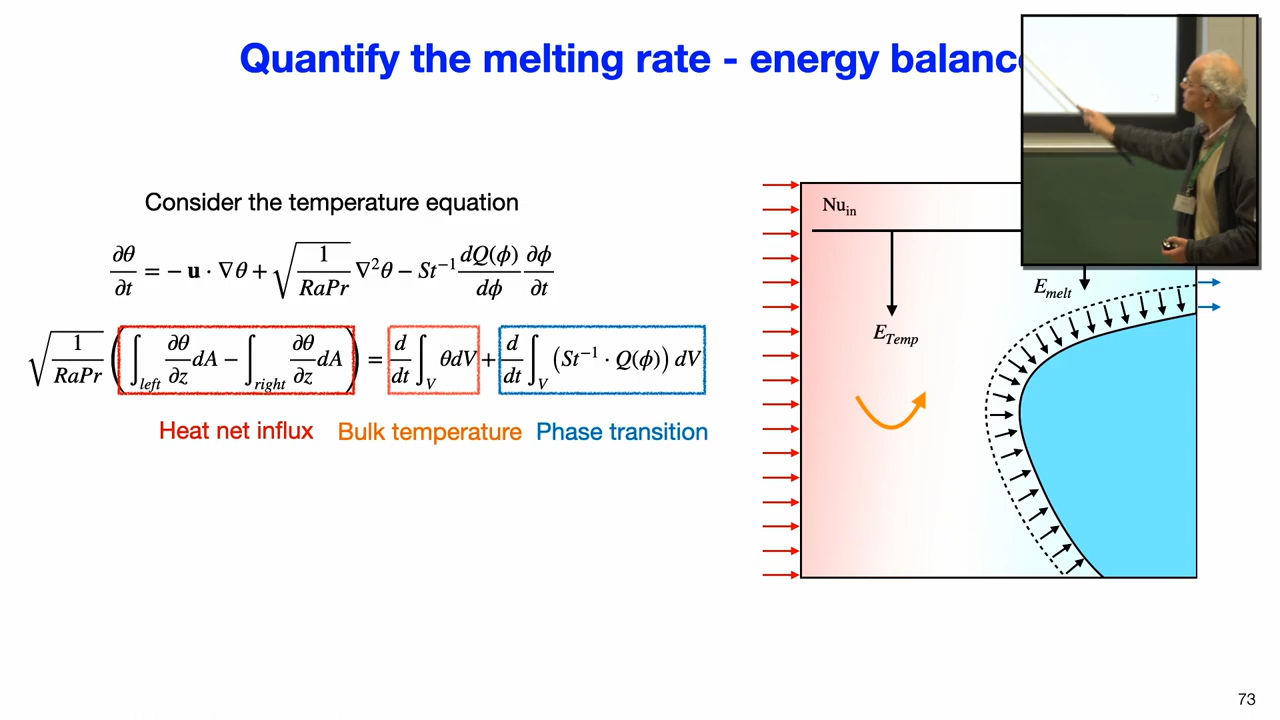 Quantify the melting rate - energy balanc
Consider the temperature equation
∂θ/∂t = − u · ∇θ + √(1/RaPr) ∇²θ − St⁻¹ dQ(ϕ)/dϕ ∂ϕ/∂t
√(1/RaPr) (∫_left ∂θ/∂z dA − ∫_right ∂θ/∂z dA) = d/dt ∫_V θdV + d/dt ∫_V (St⁻¹ · Q(ϕ)) dV
Heat net influx Bulk temperature Phase transition
Nu_in
E_melt
E_Temp
73